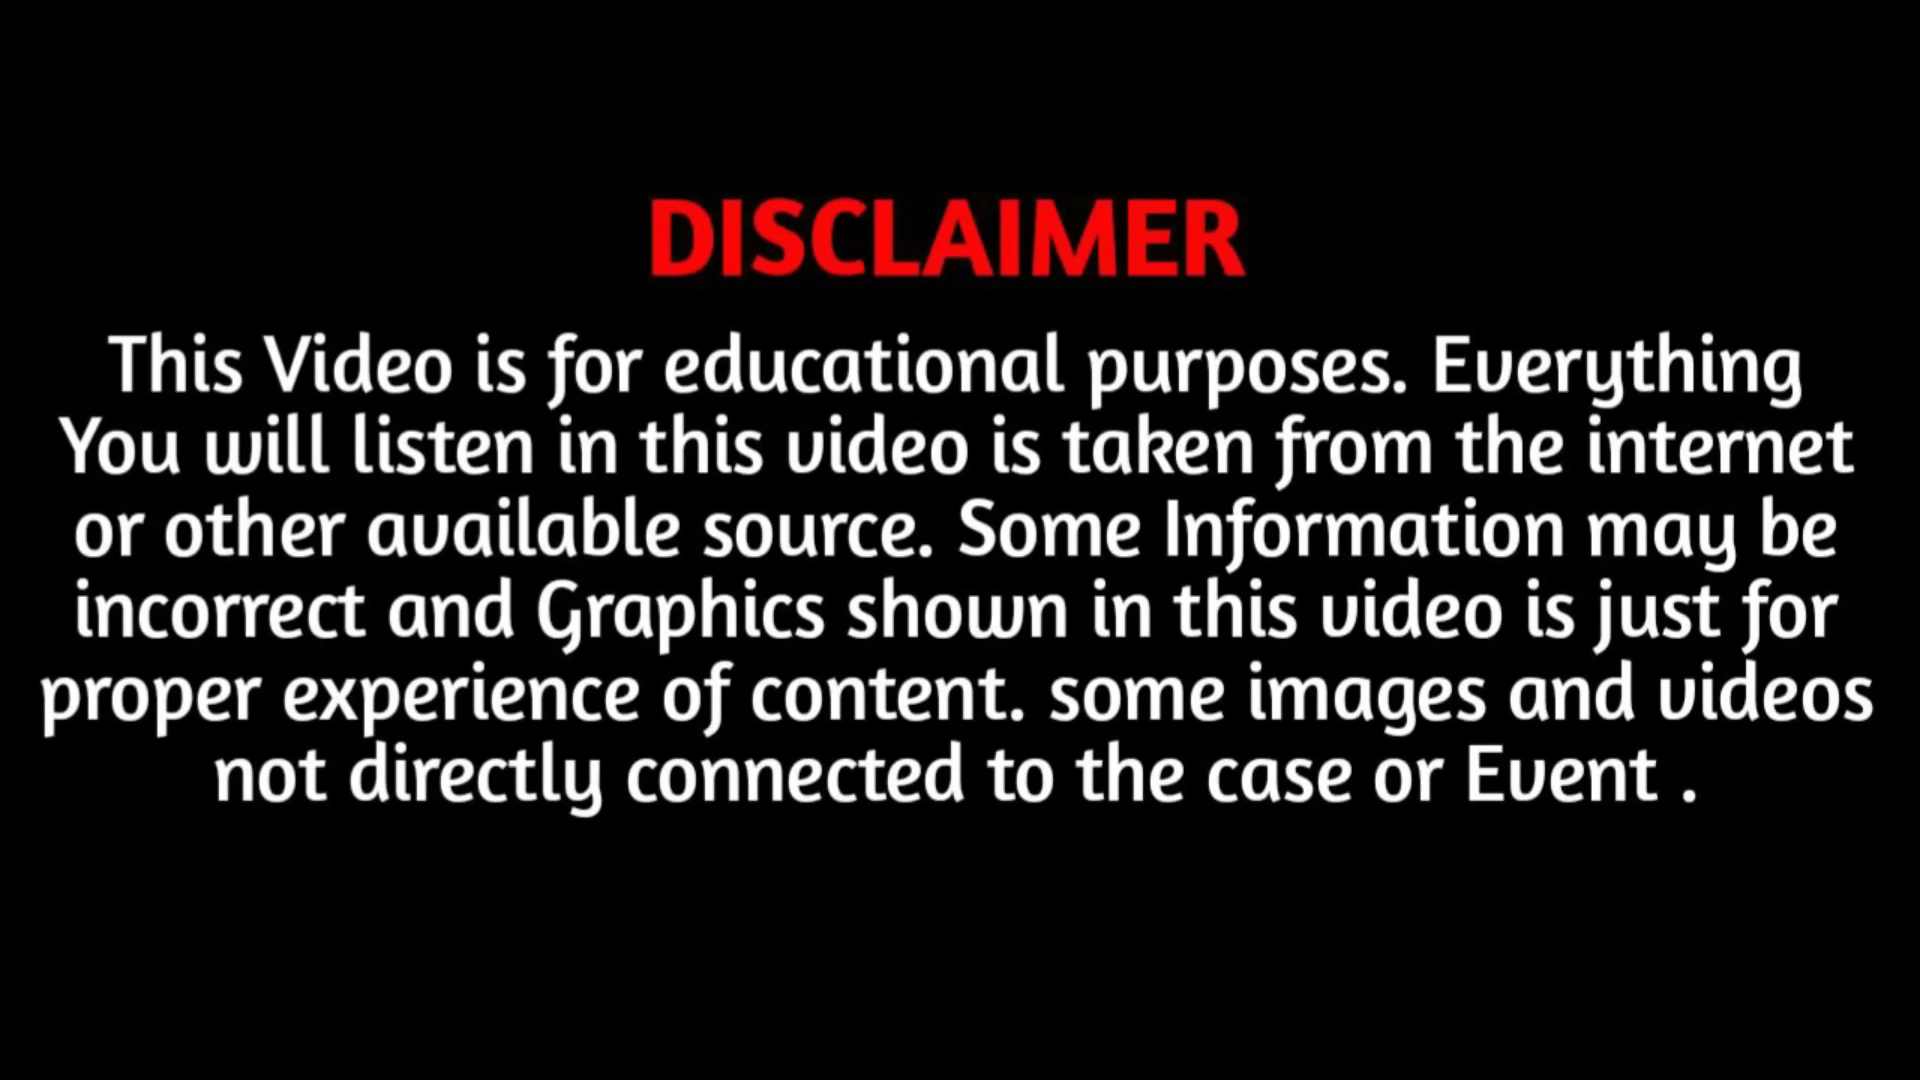 DISCLAIMER
This Video is for educational purposes. Everything
You will listen in this video is taken from the internet
or other available source. Some Information may be
incorrect and Graphics shown in this video is just for
proper experience of content. some images and videos
not directly connected to the case or Event .